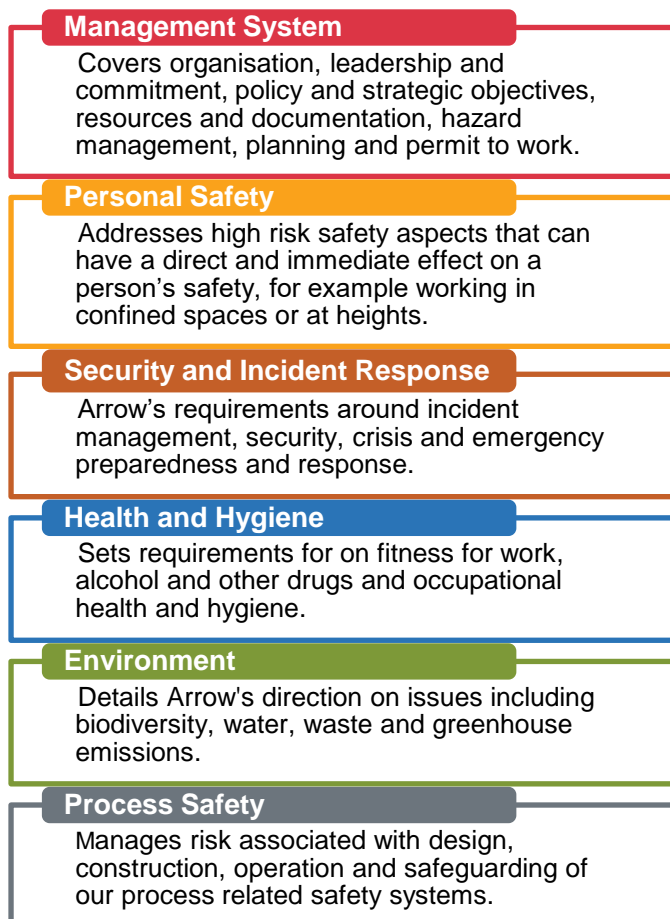 Management System
Covers organisation, leadership and
commitment, policy and strategic objectives,
resources and documentation, hazard
management, planning and permit to work.
Personal Safety
Addresses high risk safety aspects that can
have a direct and immediate effect on a
person’s safety, for example working in
confined spaces or at heights.
Security and Incident Response
Arrow’s requirements around incident
management, security, crisis and emergency
preparedness and response.
Health and Hygiene
Sets requirements for on fitness for work,
alcohol and other drugs and occupational
health and hygiene.
Environment
Details Arrow's direction on issues including
biodiversity, water, waste and greenhouse
emissions.
Process Safety
Manages risk associated with design,
construction, operation and safeguarding of
our process related safety systems.